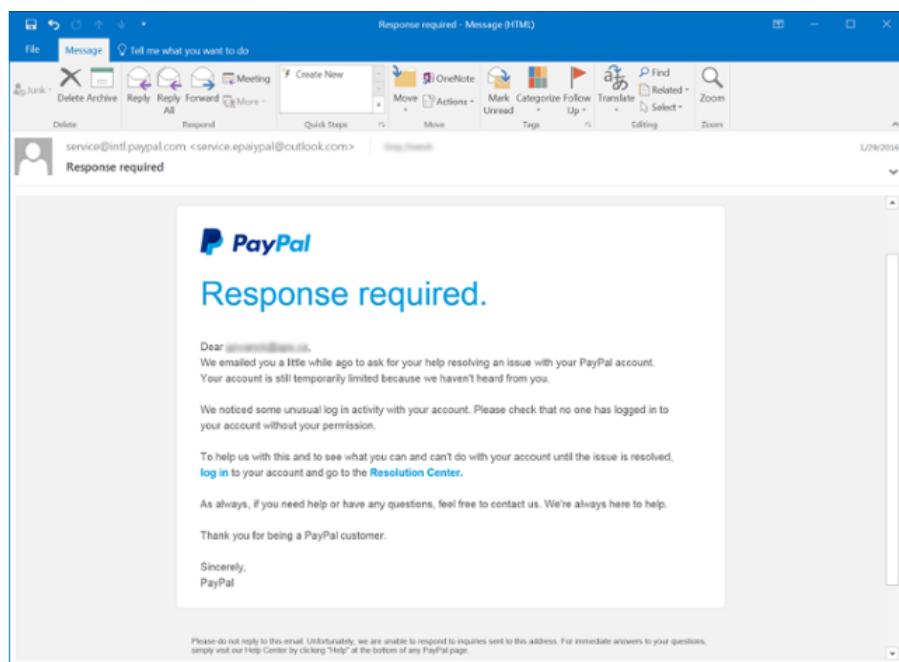 Response required - Message (HTML)
File Message Tell me what you want to do
Junk Delete Archive Reply Reply All Forward Meeting More Create New Move OneNote Actions Mark Unread Categorize Follow Up Translate Find Related Select Zoom
Delete Respond Quick Steps Move Tags Editing Zoom
service@intl.paypal.com <service.epaiypal@outlook.com> 1/29/2016
Response required
PayPal
Response required.
Dear
We emailed you a little while ago to ask for your help resolving an issue with your PayPal account.
Your account is still temporarily limited because we haven't heard from you.
We noticed some unusual log in activity with your account. Please check that no one has logged in to
your account without your permission.
To help us with this and to see what you can and can't do with your account until the issue is resolved,
log in to your account and go to the Resolution Center.
As always, if you need help or have any questions, feel free to contact us. We're always here to help.
Thank you for being a PayPal customer.
Sincerely,
PayPal
Please do not reply to this email. Unfortunately, we are unable to respond to inquiries sent to this address. For immediate answers to your questions,
simply visit our Help Center by clicking "Help" at the bottom of any PayPal page.